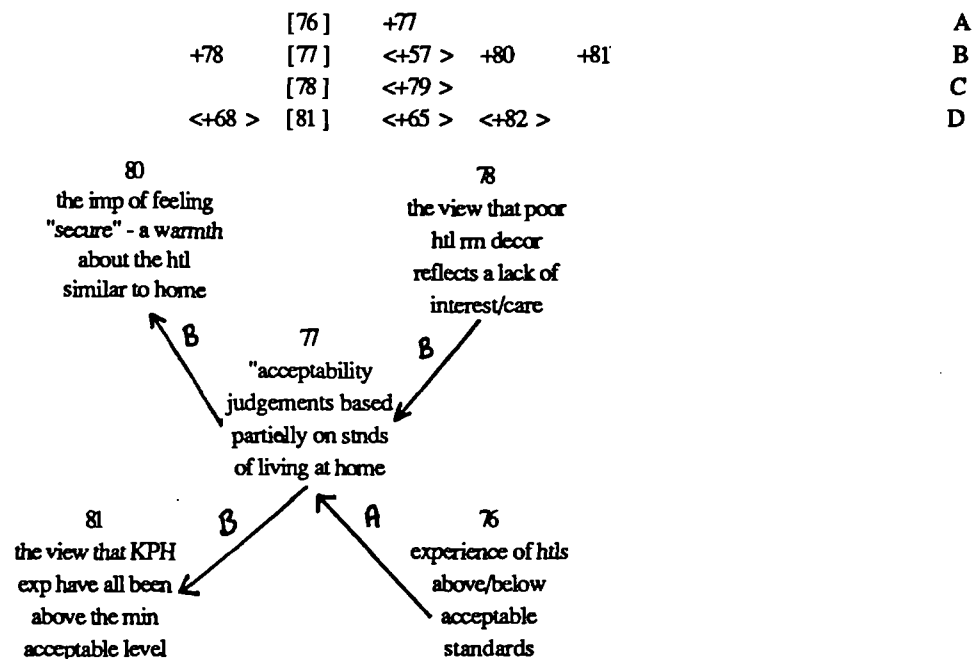 [76] +77 A
+78 [77] <+57 > +80 +81 B
[78] <+79 > C
<+68 > [81] <+65 > <+82 > D
80
the imp of feeling
"secure" - a warmth
about the htl
similar to home
78
the view that poor
htl rm decor
reflects a lack of
interest/care
B
B
77
"acceptability
judgements based
partially on stnds
of living at home
81
the view that KPH
exp have all been
above the min
acceptable level
B
A
76
experience of htls
above/below
acceptable
standards